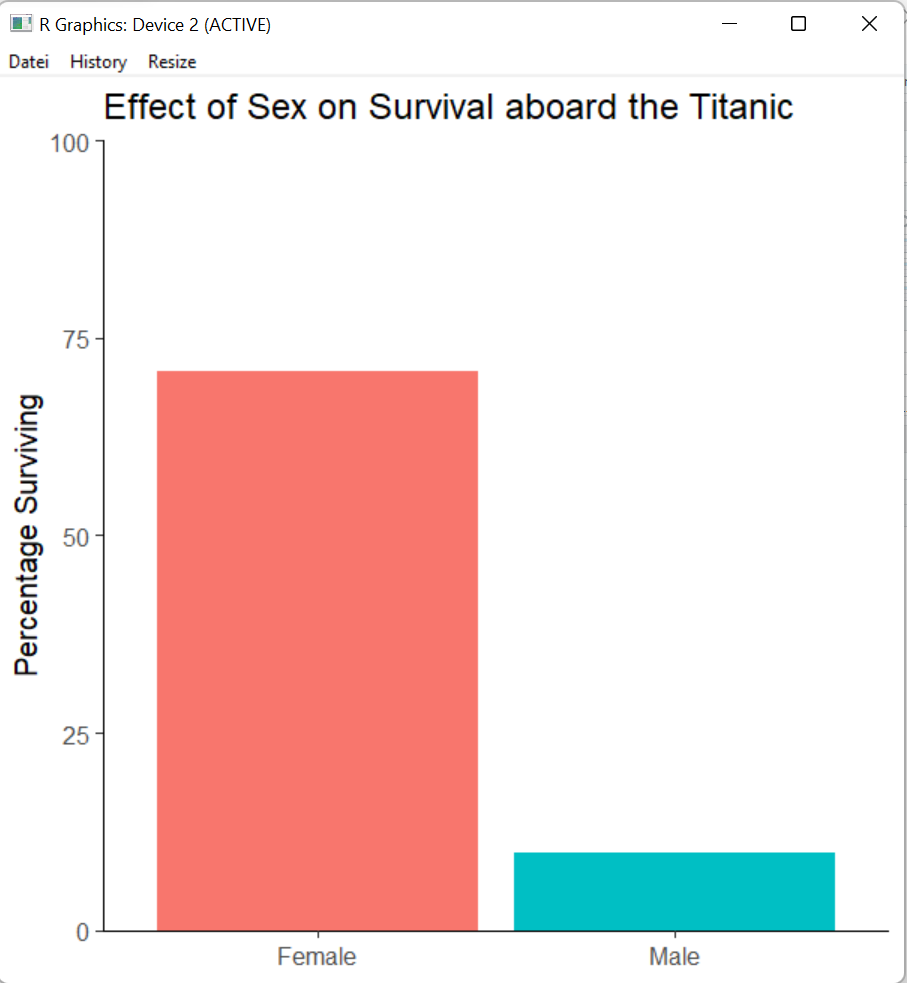 R Graphics: Device 2 (ACTIVE)
Datei History Resize
Effect of Sex on Survival aboard the Titanic
Percentage Surviving
100
75
50
25
0
Female Male